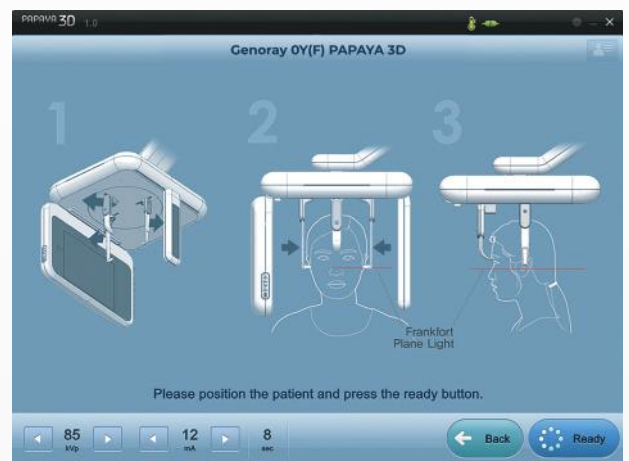 PAPAYA 3D 1.0
Genoray 0Y(F) PAPAYA 3D
1 2 3
Frankfort
Plane Light
Please position the patient and press the ready button.
85
kVp
12
mA
8
sec
Back
Ready